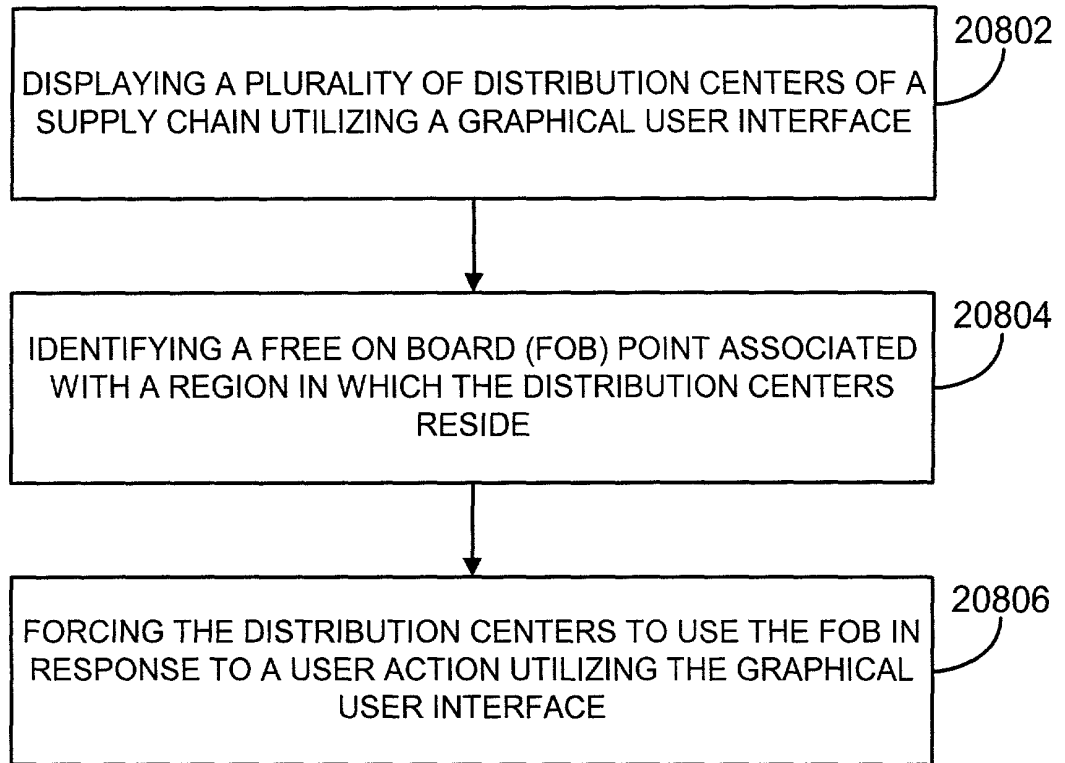 20802
DISPLAYING A PLURALITY OF DISTRIBUTION CENTERS OF A
SUPPLY CHAIN UTILIZING A GRAPHICAL USER INTERFACE
20804
IDENTIFYING A FREE ON BOARD (FOB) POINT ASSOCIATED
WITH A REGION IN WHICH THE DISTRIBUTION CENTERS
RESIDE
20806
FORCING THE DISTRIBUTION CENTERS TO USE THE FOB IN
RESPONSE TO A USER ACTION UTILIZING THE GRAPHICAL
USER INTERFACE